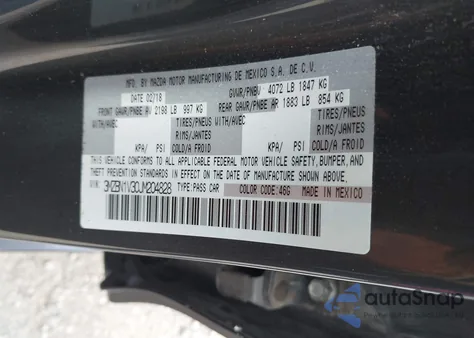 MFD. BY MAZDA MOTOR MANUFACTURING DE MEXICO S.A. DE C.V.
DATE 02/18 GVWR/PNBV 4072 LB 1847 KG
FRONT GAWR/PNBE AV 2198 LB 997 KG REAR GAWR/PNBE AR 1883 LB 854 KG
WITH/AVEC TIRES/PNEUS WITH/AVEC TIRES/PNEUS
RIMS/JANTES RIMS/JANTES
KPA/ PSI COLD/A FROID KPA/ PSI COLD/A FROID
THIS VEHICLE CONFORMS TO ALL APPLICABLE FEDERAL MOTOR VEHICLE SAFETY, BUMPER, AND
THEFT PREVENTION STANDARDS IN EFFECT ON THE DATE OF MANUFACTURE SHOWN ABOVE.
3MZBN1V3CJM204828 TYPE: PASS CAR COLOR CODE: 46G MADE IN MEXICO
autoSnap